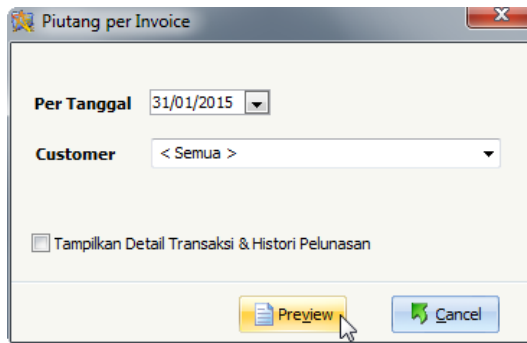 Piutang per Invoice
Per Tanggal 31/01/2015
Customer < Semua >
Tampilkan Detail Transaksi & Histori Pelunasan
Preview Cancel